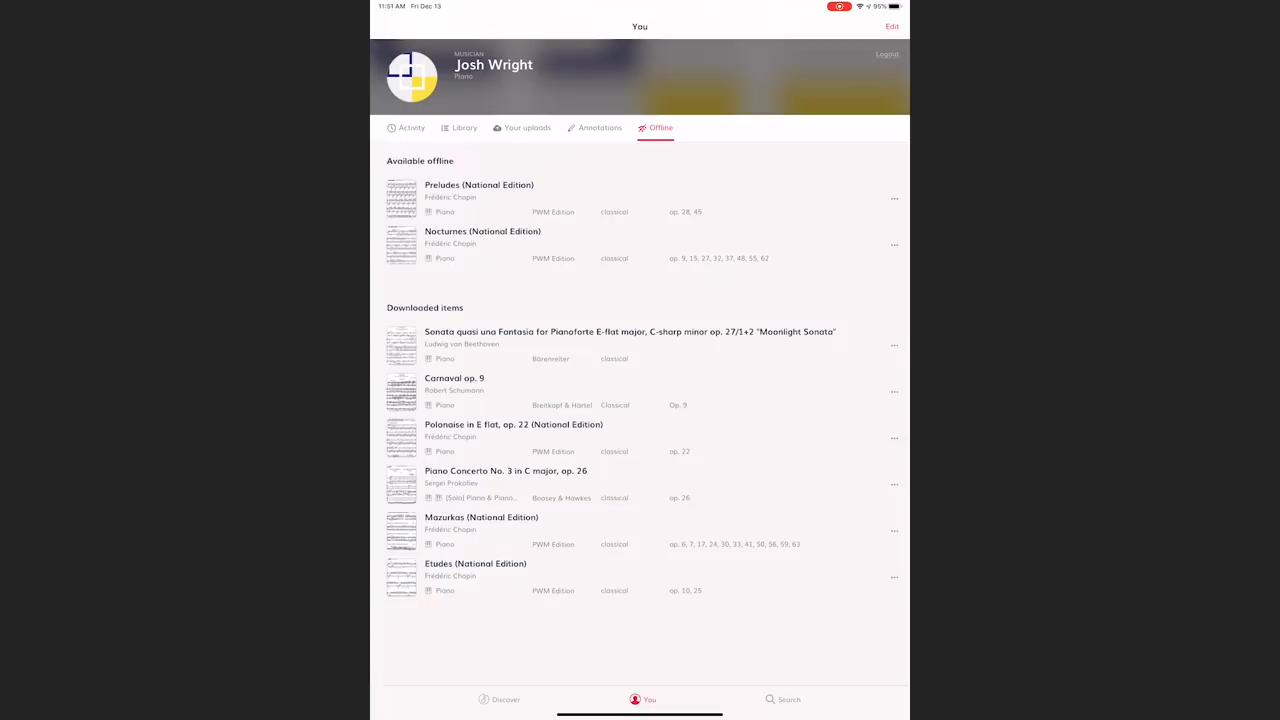 11:51 AM Fri Dec 13
95%
You
Edit
MUSICIAN
Josh Wright
Piano
Logout
Activity Library Your uploads Annotations Offline
Available offline
Preludes (National Edition)
Frédéric Chopin
Piano PWM Edition classical op. 28, 45
Nocturnes (National Edition)
Frédéric Chopin
Piano PWM Edition classical op. 9, 15, 27, 32, 37, 48, 55, 62
Downloaded items
Sonata quasi una Fantasia for Pianoforte E-flat major, C-sharp minor op. 27/1+2 "Moonlight Sonata"
Ludwig van Beethoven
Piano Bärenreiter classical
Carnaval op. 9
Robert Schumann
Piano Breitkopf & Härtel Classical Op. 9
Polonaise in E flat, op. 22 (National Edition)
Frédéric Chopin
Piano PWM Edition classical op. 22
Piano Concerto No. 3 in C major, op. 26
Sergei Prokofiev
[Solo] Piano & Piano... Boosey & Hawkes classical op. 26
Mazurkas (National Edition)
Frédéric Chopin
Piano PWM Edition classical op. 6, 7, 17, 24, 30, 33, 41, 50, 56, 59, 63
Etudes (National Edition)
Frédéric Chopin
Piano PWM Edition classical op. 10, 25
Discover You Search